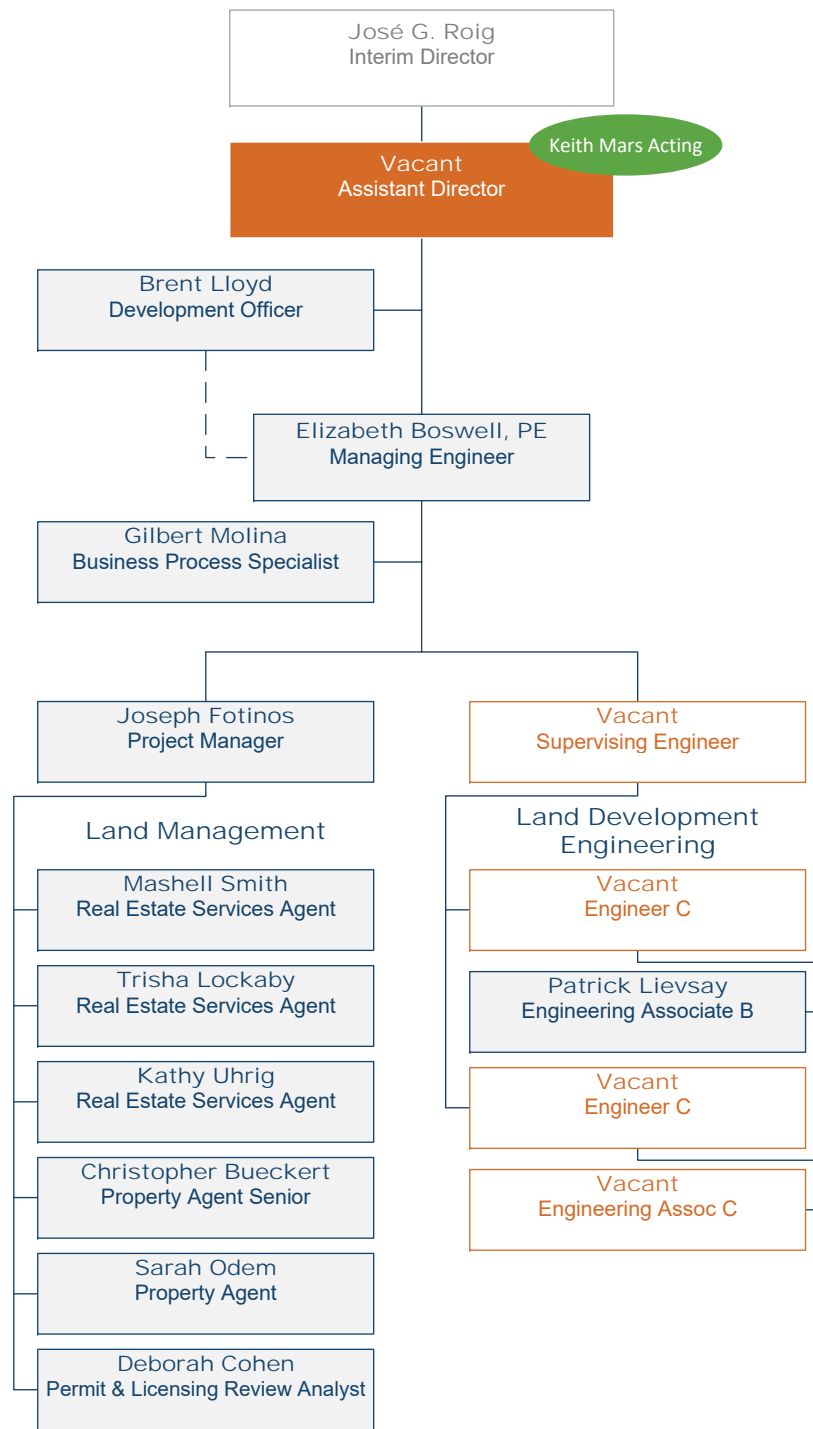 José G. Roig
Interim Director
Keith Mars Acting
Vacant
Assistant Director
Brent Lloyd
Development Officer
Elizabeth Boswell, PE
Managing Engineer
Gilbert Molina
Business Process Specialist
Joseph Fotinos
Project Manager
Land Management
Mashell Smith
Real Estate Services Agent
Trisha Lockaby
Real Estate Services Agent
Kathy Uhrig
Real Estate Services Agent
Christopher Bueckert
Property Agent Senior
Sarah Odem
Property Agent
Deborah Cohen
Permit & Licensing Review Analyst
Vacant
Supervising Engineer
Land Development
Engineering
Vacant
Engineer C
Patrick Lievsay
Engineering Associate B
Vacant
Engineer C
Vacant
Engineering Assoc C